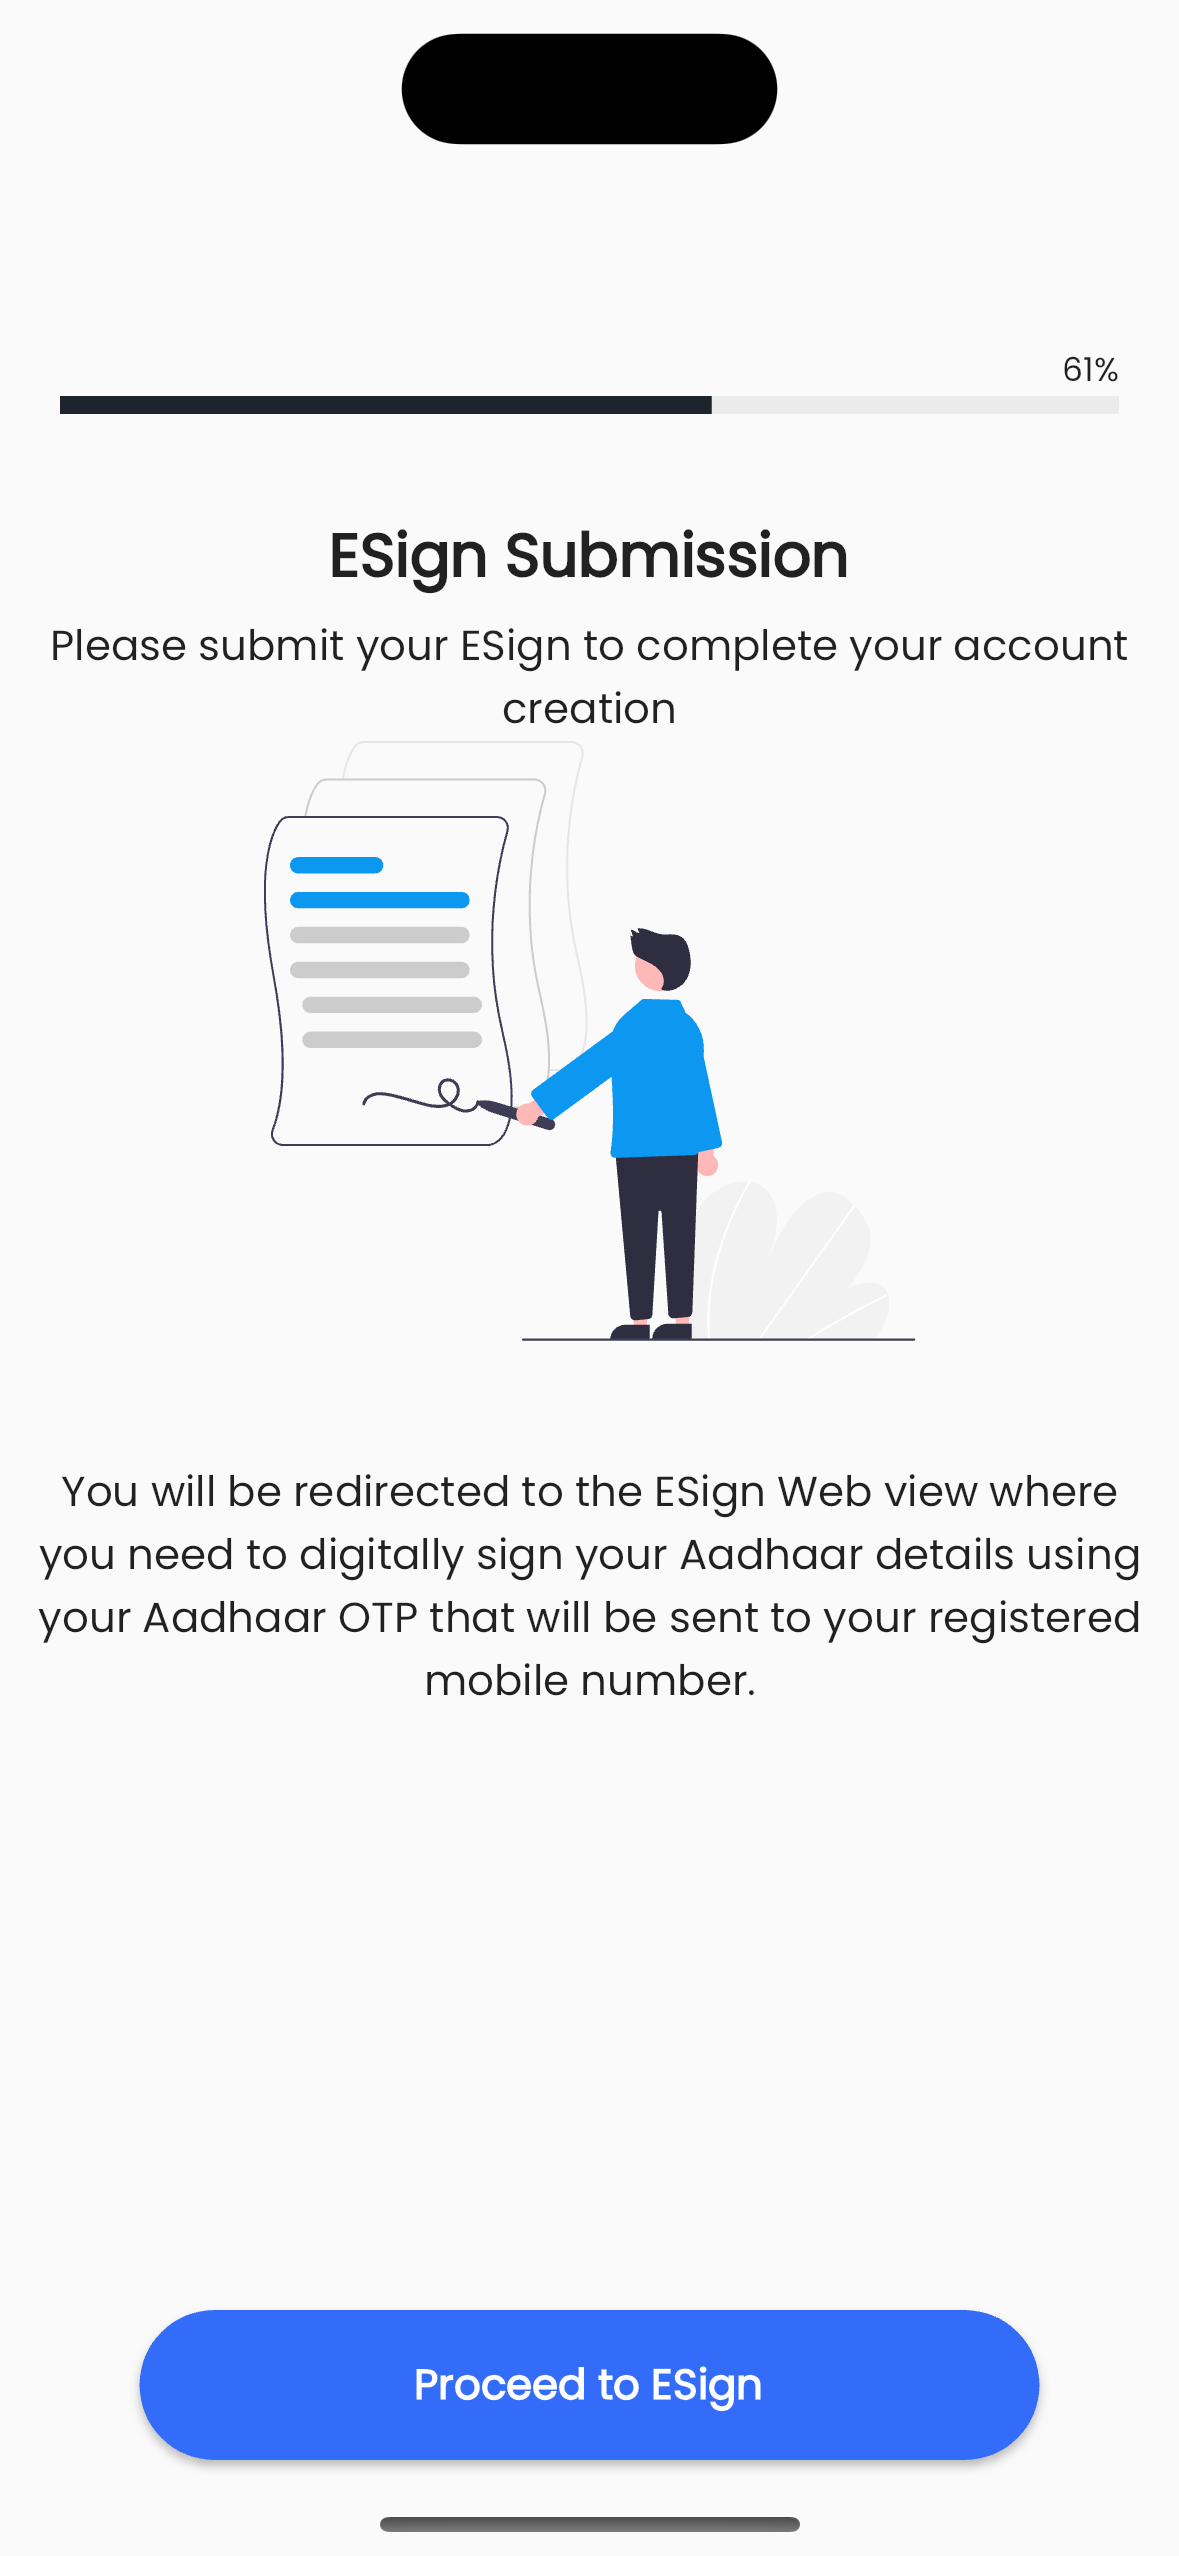 61%
ESign Submission
Please submit your ESign to complete your account
creation
You will be redirected to the ESign Web view where
you need to digitally sign your Aadhaar details using
your Aadhaar OTP that will be sent to your registered
mobile number.
Proceed to ESign